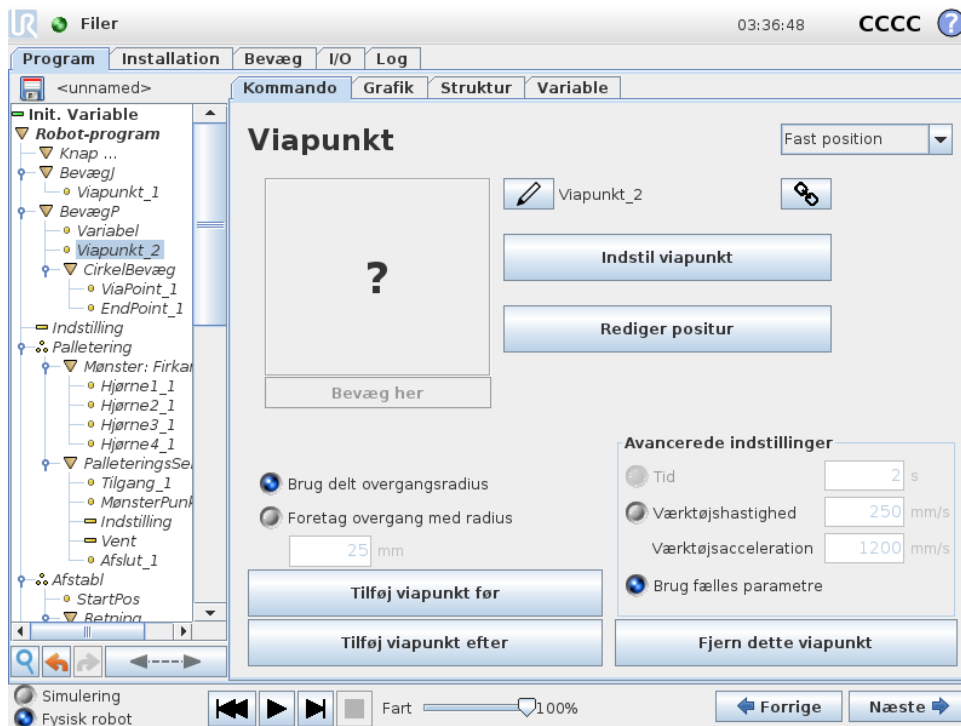 UR Filer 03:36:48 CCCC ?
Program Installation Bevæg I/O Log
<unnamed>
Kommando Grafik Struktur Variable
Init. Variable
Robot-program
Knap ...
BevægJ
Viapunkt_1
BevægP
Variabel
Viapunkt_2
CirkelBevæg
ViaPoint_1
EndPoint_1
Indstilling
Palletering
Mønster: Firkar
Hjørne1_1
Hjørne2_1
Hjørne3_1
Hjørne4_1
PalleteringsSe
Tilgang_1
MønsterPunk
Indstilling
Vent
Afslut_1
Afstabl
StartPos
Retning
Viapunkt
Fast position
?
Viapunkt_2
Indstil viapunkt
Rediger positur
Bevæg her
Brug delt overgangsradius
Foretag overgang med radius
25 mm
Avancerede indstillinger
Tid 2 s
Værktøjshastighed 250 mm/s
Værktøjsacceleration 1200 mm/s
Brug fælles parametre
Tilføj viapunkt før
Tilføj viapunkt efter
Fjern dette viapunkt
Simulering
Fysisk robot
Fart 100%
Forrige
Næste